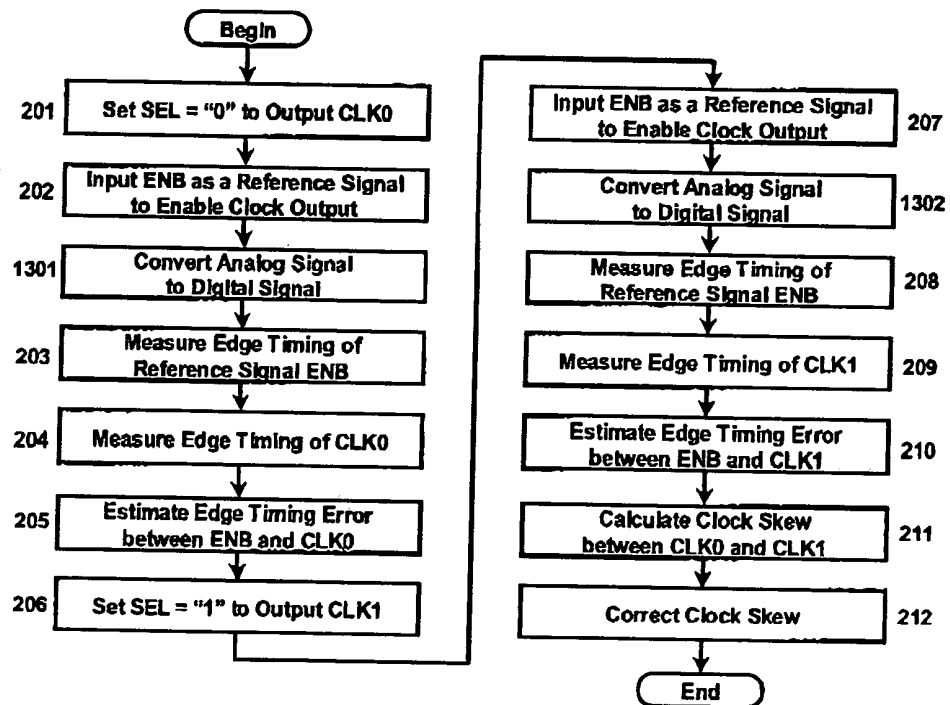 Begin
201
Set SEL = "0" to Output CLK0
202
Input ENB as a Reference Signal
to Enable Clock Output
1301
Convert Analog Signal
to Digital Signal
203
Measure Edge Timing of
Reference Signal ENB
204
Measure Edge Timing of CLK0
205
Estimate Edge Timing Error
between ENB and CLK0
206
Set SEL = "1" to Output CLK1
Input ENB as a Reference Signal
to Enable Clock Output
207
Convert Analog Signal
to Digital Signal
1302
Measure Edge Timing of
Reference Signal ENB
208
Measure Edge Timing of CLK1
209
Estimate Edge Timing Error
between ENB and CLK1
210
Calculate Clock Skew
between CLK0 and CLK1
211
Correct Clock Skew
212
End